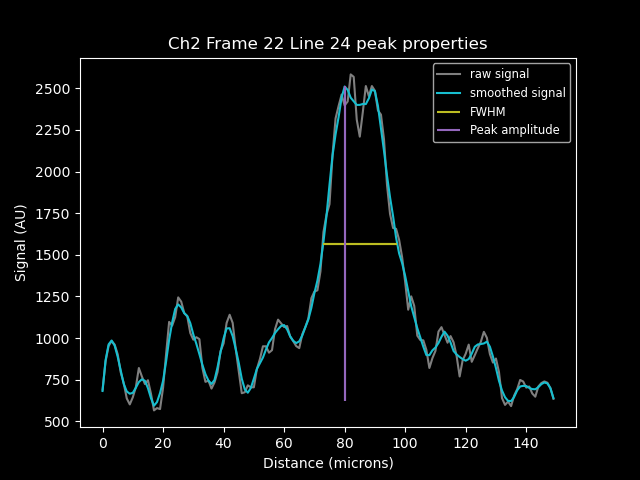 Ch2 Frame 22 Line 24 peak properties
raw signal
smoothed signal
FWHM
Peak amplitude
Signal (AU)
2500
2250
2000
1750
1500
1250
1000
750
500
0 20 40 60 80 100 120 140
Distance (microns)